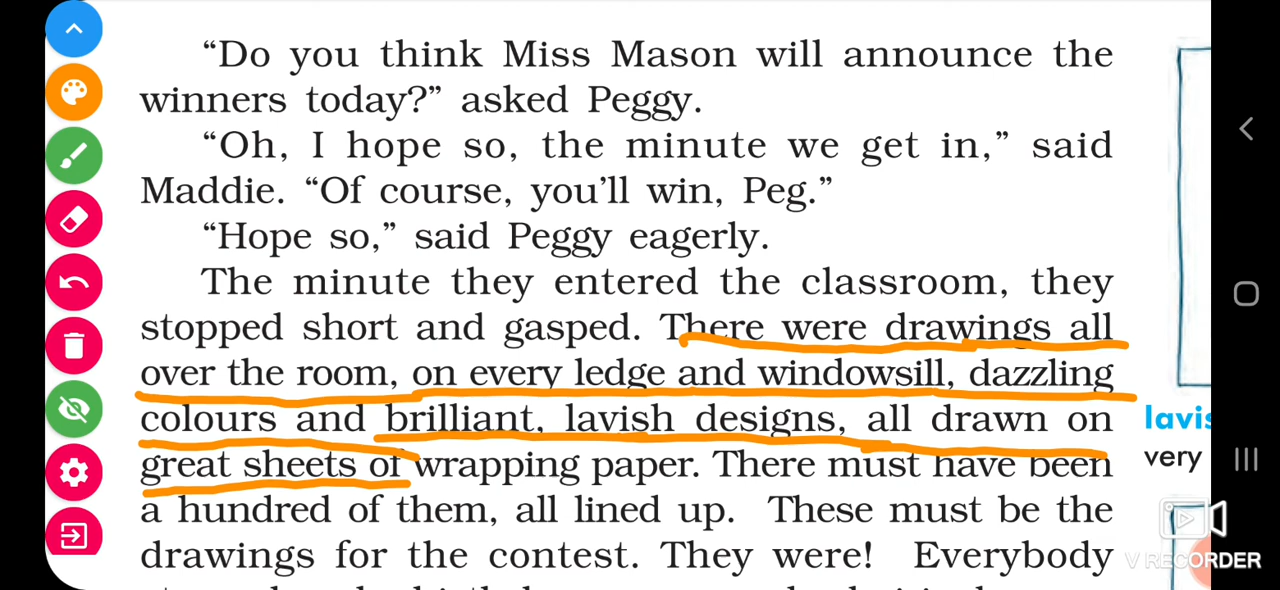 “Do you think Miss Mason will announce the
winners today?” asked Peggy.
“Oh, I hope so, the minute we get in,” said
Maddie. “Of course, you’ll win, Peg.”
“Hope so,” said Peggy eagerly.
The minute they entered the classroom, they
stopped short and gasped. There were drawings all
over the room, on every ledge and windowsill, dazzling
colours and brilliant, lavish designs, all drawn on
great sheets of wrapping paper. There must have been
a hundred of them, all lined up. These must be the
drawings for the contest. They were! Everybody
very
V RECORDER